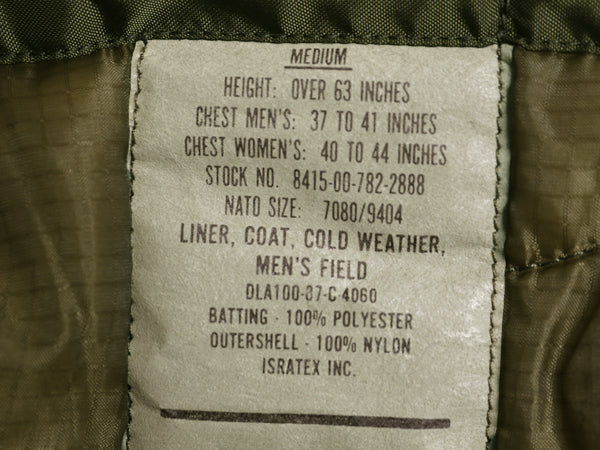 MEDIUM
HEIGHT: OVER 63 INCHES
CHEST MEN'S: 37 TO 41 INCHES
CHEST WOMEN'S: 40 TO 44 INCHES
STOCK NO. 8415-00-782-2888
NATO SIZE: 7080/9404
LINER, COAT, COLD WEATHER,
MEN'S FIELD
DLA100-87-C-4060
BATTING - 100% POLYESTER
OUTERSHELL - 100% NYLON
ISRATEX INC.